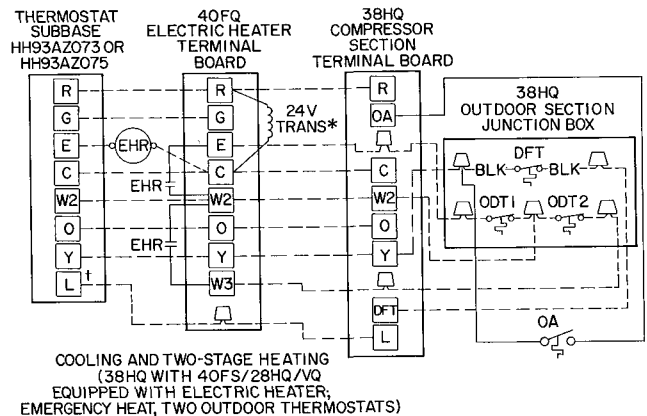 THERMOSTAT
SUBBASE
HH93AZ073 OR
HH93AZ075
R
G
E
C
W2
O
Y
L †
EHR
EHR
EHR
40FQ
ELECTRIC HEATER
TERMINAL
BOARD
R
G
E
C
W2
O
Y
W3
24V
TRANS*
38HQ
COMPRESSOR
SECTION
TERMINAL BOARD
R
OA
C
W2
O
Y
DFT
L
38HQ
OUTDOOR SECTION
JUNCTION BOX
BLK DFT BLK
ODT1 ODT2
OA
COOLING AND TWO-STAGE HEATING
(38HQ WITH 40FS/28HQ/VQ
EQUIPPED WITH ELECTRIC HEATER,
EMERGENCY HEAT, TWO OUTDOOR THERMOSTATS)